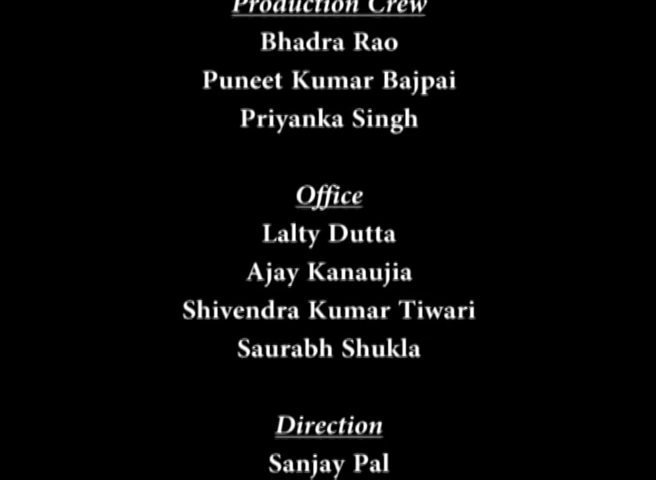 Production Crew
Bhadra Rao
Puneet Kumar Bajpai
Priyanka Singh
Office
Lalty Dutta
Ajay Kanaujia
Shivendra Kumar Tiwari
Saurabh Shukla
Direction
Sanjay Pal